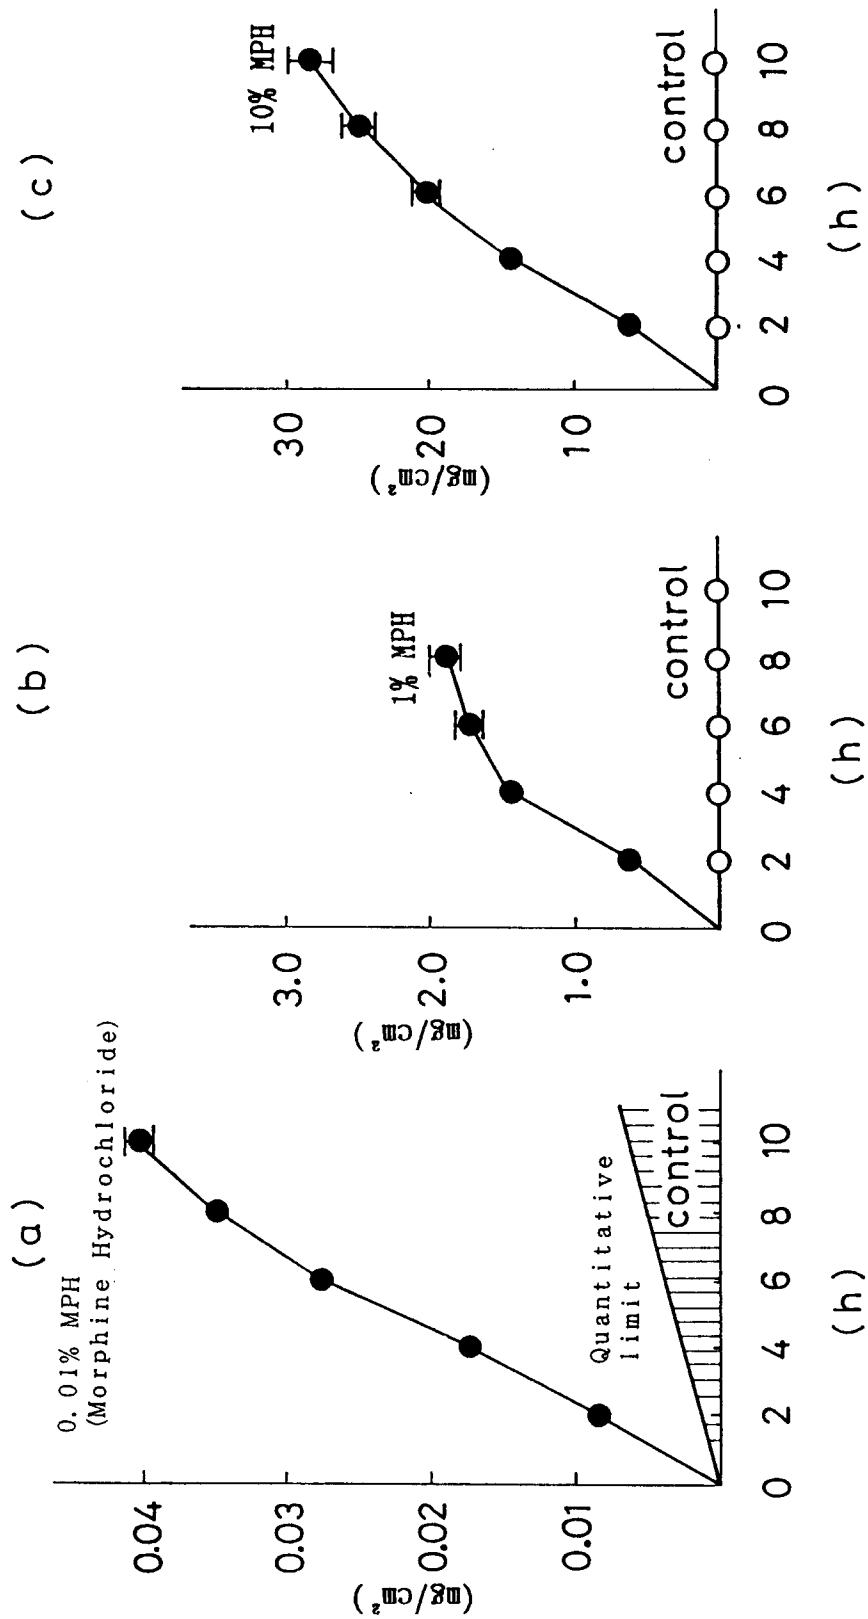 (a)
0.01% MPH
(Morphine Hydrochloride)
(mg/cm²)
0.04
0.03
0.02
0.01
Quantitative
limit
control
0 2 4 6 8 10
(h)
(b)
1% MPH
(mg/cm²)
3.0
2.0
1.0
control
0 2 4 6 8 10
(h)
(c)
10% MPH
(mg/cm²)
30
20
10
control
0 2 4 6 8 10
(h)